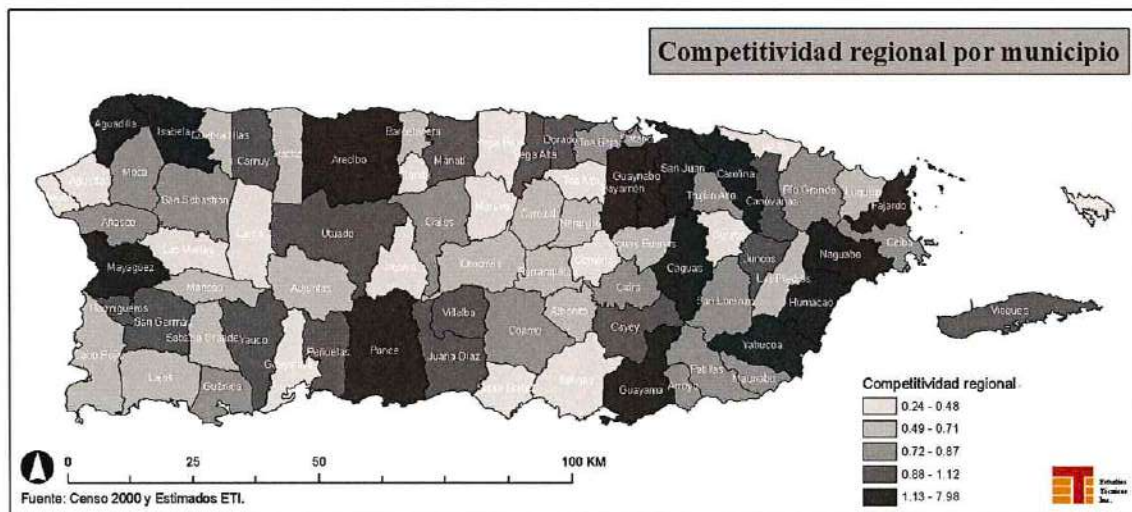 Competitividad regional por municipio
Aguadilla
Isabela
Camuy
Arecibo
Barceloneta
Manatí
Vega Alta
Dorado
Toa Baja
San Juan
Carolina
Moca
San Sebastián
Guaynabo
Bayamón
Trujillo Alto
Canóvanas
Río Grande
Luquillo
Fajardo
Añasco
Utuado
Ciales
Morovis
Corozal
Naranjito
Ceiba
Las Marías
Lares
Jayuya
Orocovis
Barranquitas
Comerío
Aguas Buenas
Caguas
Juncos
Las Piedras
Naguabo
Mayagüez
Maricao
Adjuntas
Cidra
San Lorenzo
Humacao
Hormigueros
San Germán
Sabana Grande
Yauco
Peñuelas
Ponce
Villalba
Juana Díaz
Coamo
Aibonito
Cayey
Yabucoa
Vieques
Cabo Rojo
Lajas
Guánica
Guayanilla
Santa Isabel
Salinas
Guayama
Arroyo
Patillas
Maunabo
Competitividad regional
0.24 - 0.48
0.49 - 0.71
0.72 - 0.87
0.88 - 1.12
1.13 - 7.98
0 25 50 100 KM
Fuente: Censo 2000 y Estimados ETI.
Estudios
Técnicos
Inc.